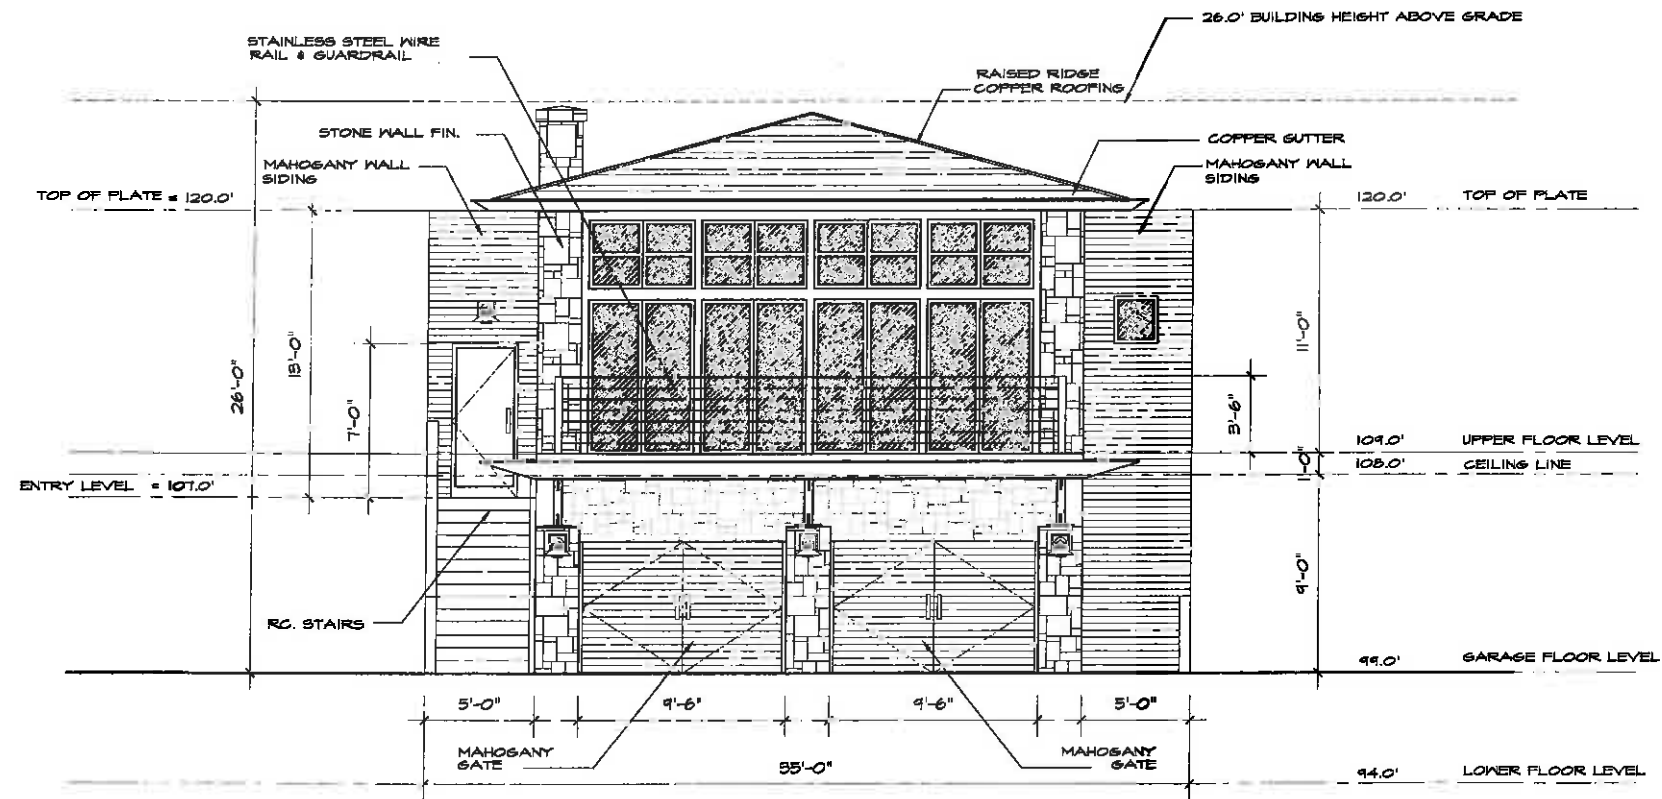 26.0' BUILDING HEIGHT ABOVE GRADE
STAINLESS STEEL WIRE
RAIL & GUARDRAIL
RAISED RIDGE
COPPER ROOFING
STONE WALL FIN.
COPPER GUTTER
MAHOGANY WALL
SIDING
MAHOGANY WALL
SIDING
TOP OF PLATE = 120.0'
120.0' TOP OF PLATE
26'-0"
13'-0"
7'-0"
11'-0"
3'-6"
109.0' UPPER FLOOR LEVEL
1'-0"
108.0' CEILING LINE
ENTRY LEVEL = 107.0'
9'-0"
RC. STAIRS
99.0' GARAGE FLOOR LEVEL
5'-0" 9'-6" 9'-6" 5'-0"
MAHOGANY
GATE
MAHOGANY
GATE
35'-0"
94.0' LOWER FLOOR LEVEL